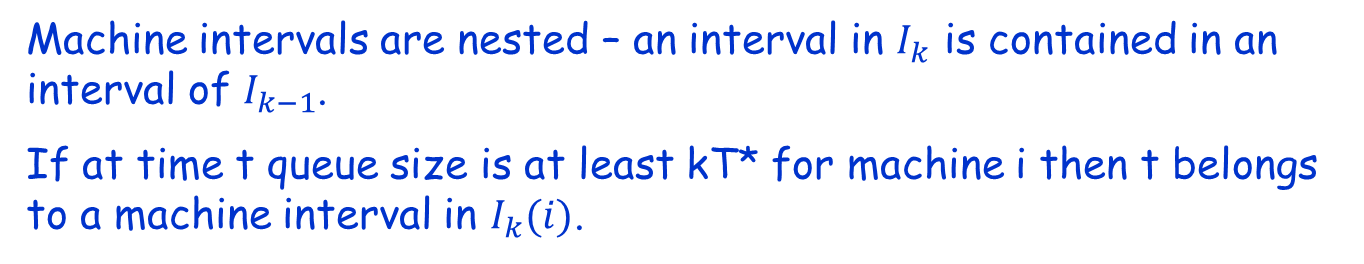 Machine intervals are nested – an interval in $I_k$ is contained in an
interval of $I_{k-1}$.
If at time t queue size is at least kT* for machine i then t belongs
to a machine interval in $I_k(i)$.